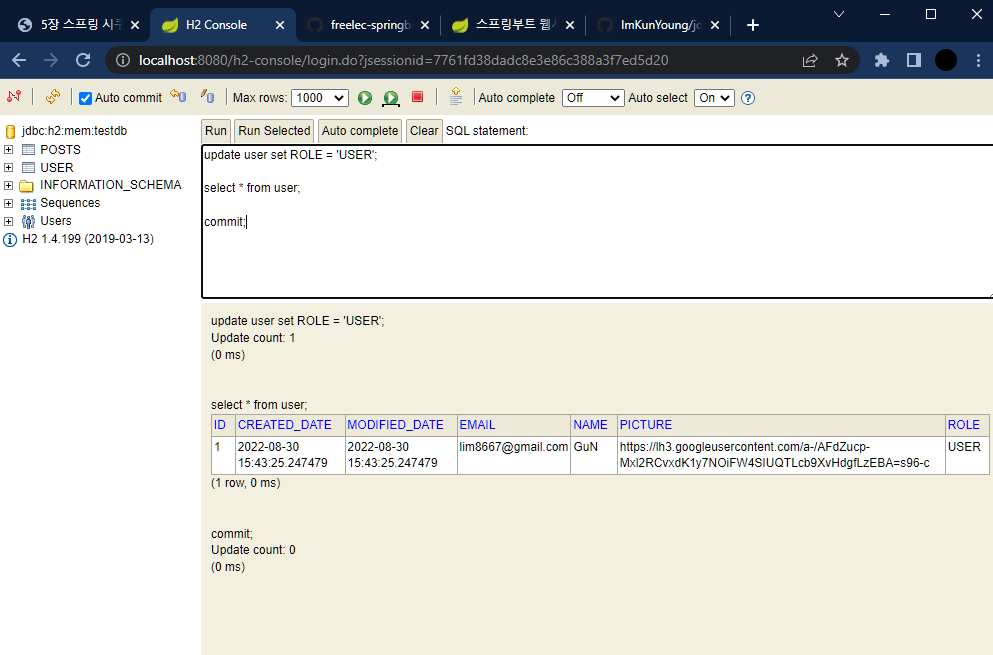 5장 스프링 시큐
H2 Console
freelec-springb
스프링부트 웹
ImKunYoung/jo
localhost:8080/h2-console/login.do?jsessionid=7761fd38dadc8e3e86c388a3f7ed5d20
Auto commit
Max rows: 1000
Auto complete Off
Auto select On
jdbc:h2:mem:testdb
POSTS
USER
INFORMATION_SCHEMA
Sequences
Users
H2 1.4.199 (2019-03-13)
Run Run Selected Auto complete Clear SQL statement:
update user set ROLE = 'USER';
select * from user;
commit;
update user set ROLE = 'USER';
Update count: 1
(0 ms)
select * from user;
ID CREATED_DATE MODIFIED_DATE EMAIL NAME PICTURE ROLE
1 2022-08-30 2022-08-30 lim8667@gmail.com GuN https://lh3.googleusercontent.com/a-/AFdZucp- USER
15:43:25.247479 15:43:25.247479 MxI2RCvxdK1y7NOiFW4SIUQTLcb9XvHdgfLzEBA=s96-c
(1 row, 0 ms)
commit;
Update count: 0
(0 ms)